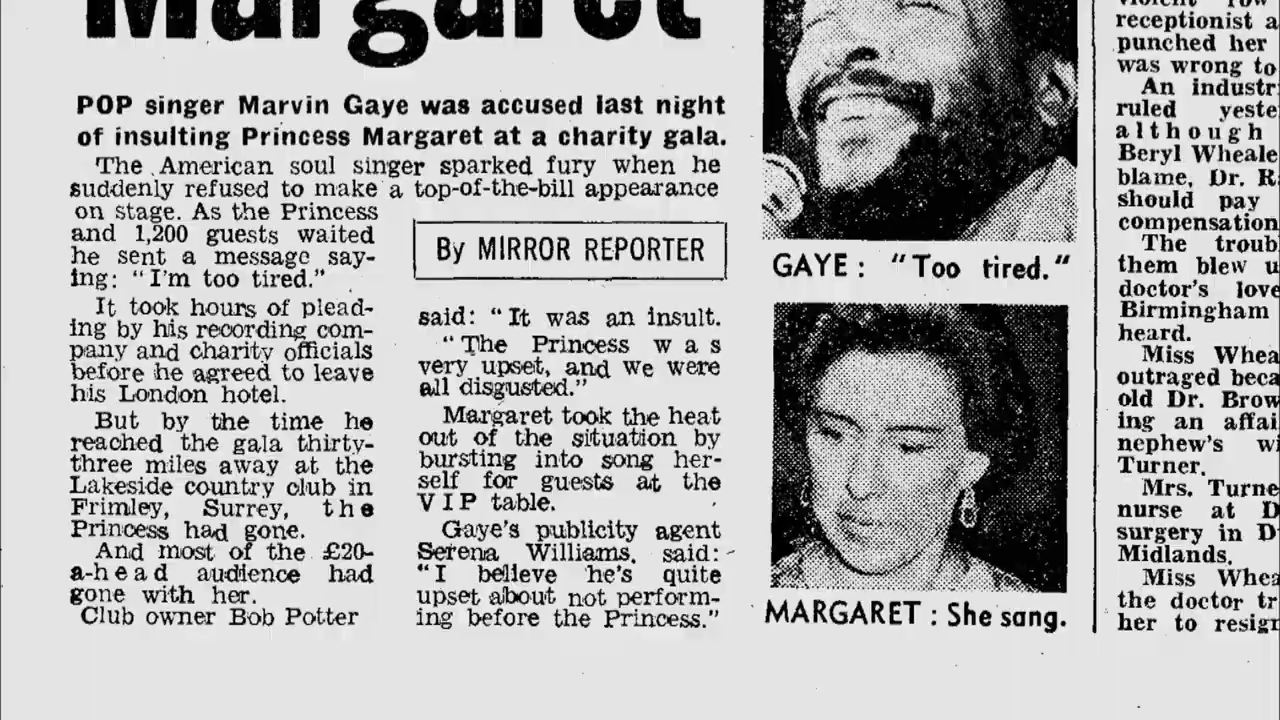 Margaret
POP singer Marvin Gaye was accused last night
of insulting Princess Margaret at a charity gala.
The American soul singer sparked fury when he
suddenly refused to make a top-of-the-bill appearance
on stage. As the Princess
and 1,200 guests waited
he sent a message say-
ing: "I'm too tired."
It took hours of plead-
ing by his recording com-
pany and charity officials
before he agreed to leave
his London hotel.
But by the time he
reached the gala thirty-
three miles away at the
Lakeside country club in
Frimley, Surrey, the
Princess had gone.
And most of the £20-
a-head audience had
gone with her.
Club owner Bob Potter
By MIRROR REPORTER
said: "It was an insult.
"The Princess was
very upset, and we were
all disgusted."
Margaret took the heat
out of the situation by
bursting into song her-
self for guests at the
VIP table.
Gaye's publicity agent
Serena Williams, said:
"I believe he's quite
upset about not perform-
ing before the Princess."
GAYE: "Too tired."
MARGARET: She sang.
violent row
receptionist a
punched her
was wrong to
An industri
ruled yeste
although
Beryl Wheale
blame, Dr. Ra
should pay
compensation
The troub
them blew u
doctor's love
Birmingham
heard.
Miss Whea
outraged beca
old Dr. Brow
ing an affai
nephew's wi
Turner.
Mrs. Turne
nurse at D
surgery in D
Midlands.
Miss Whea
the doctor tr
her to resign